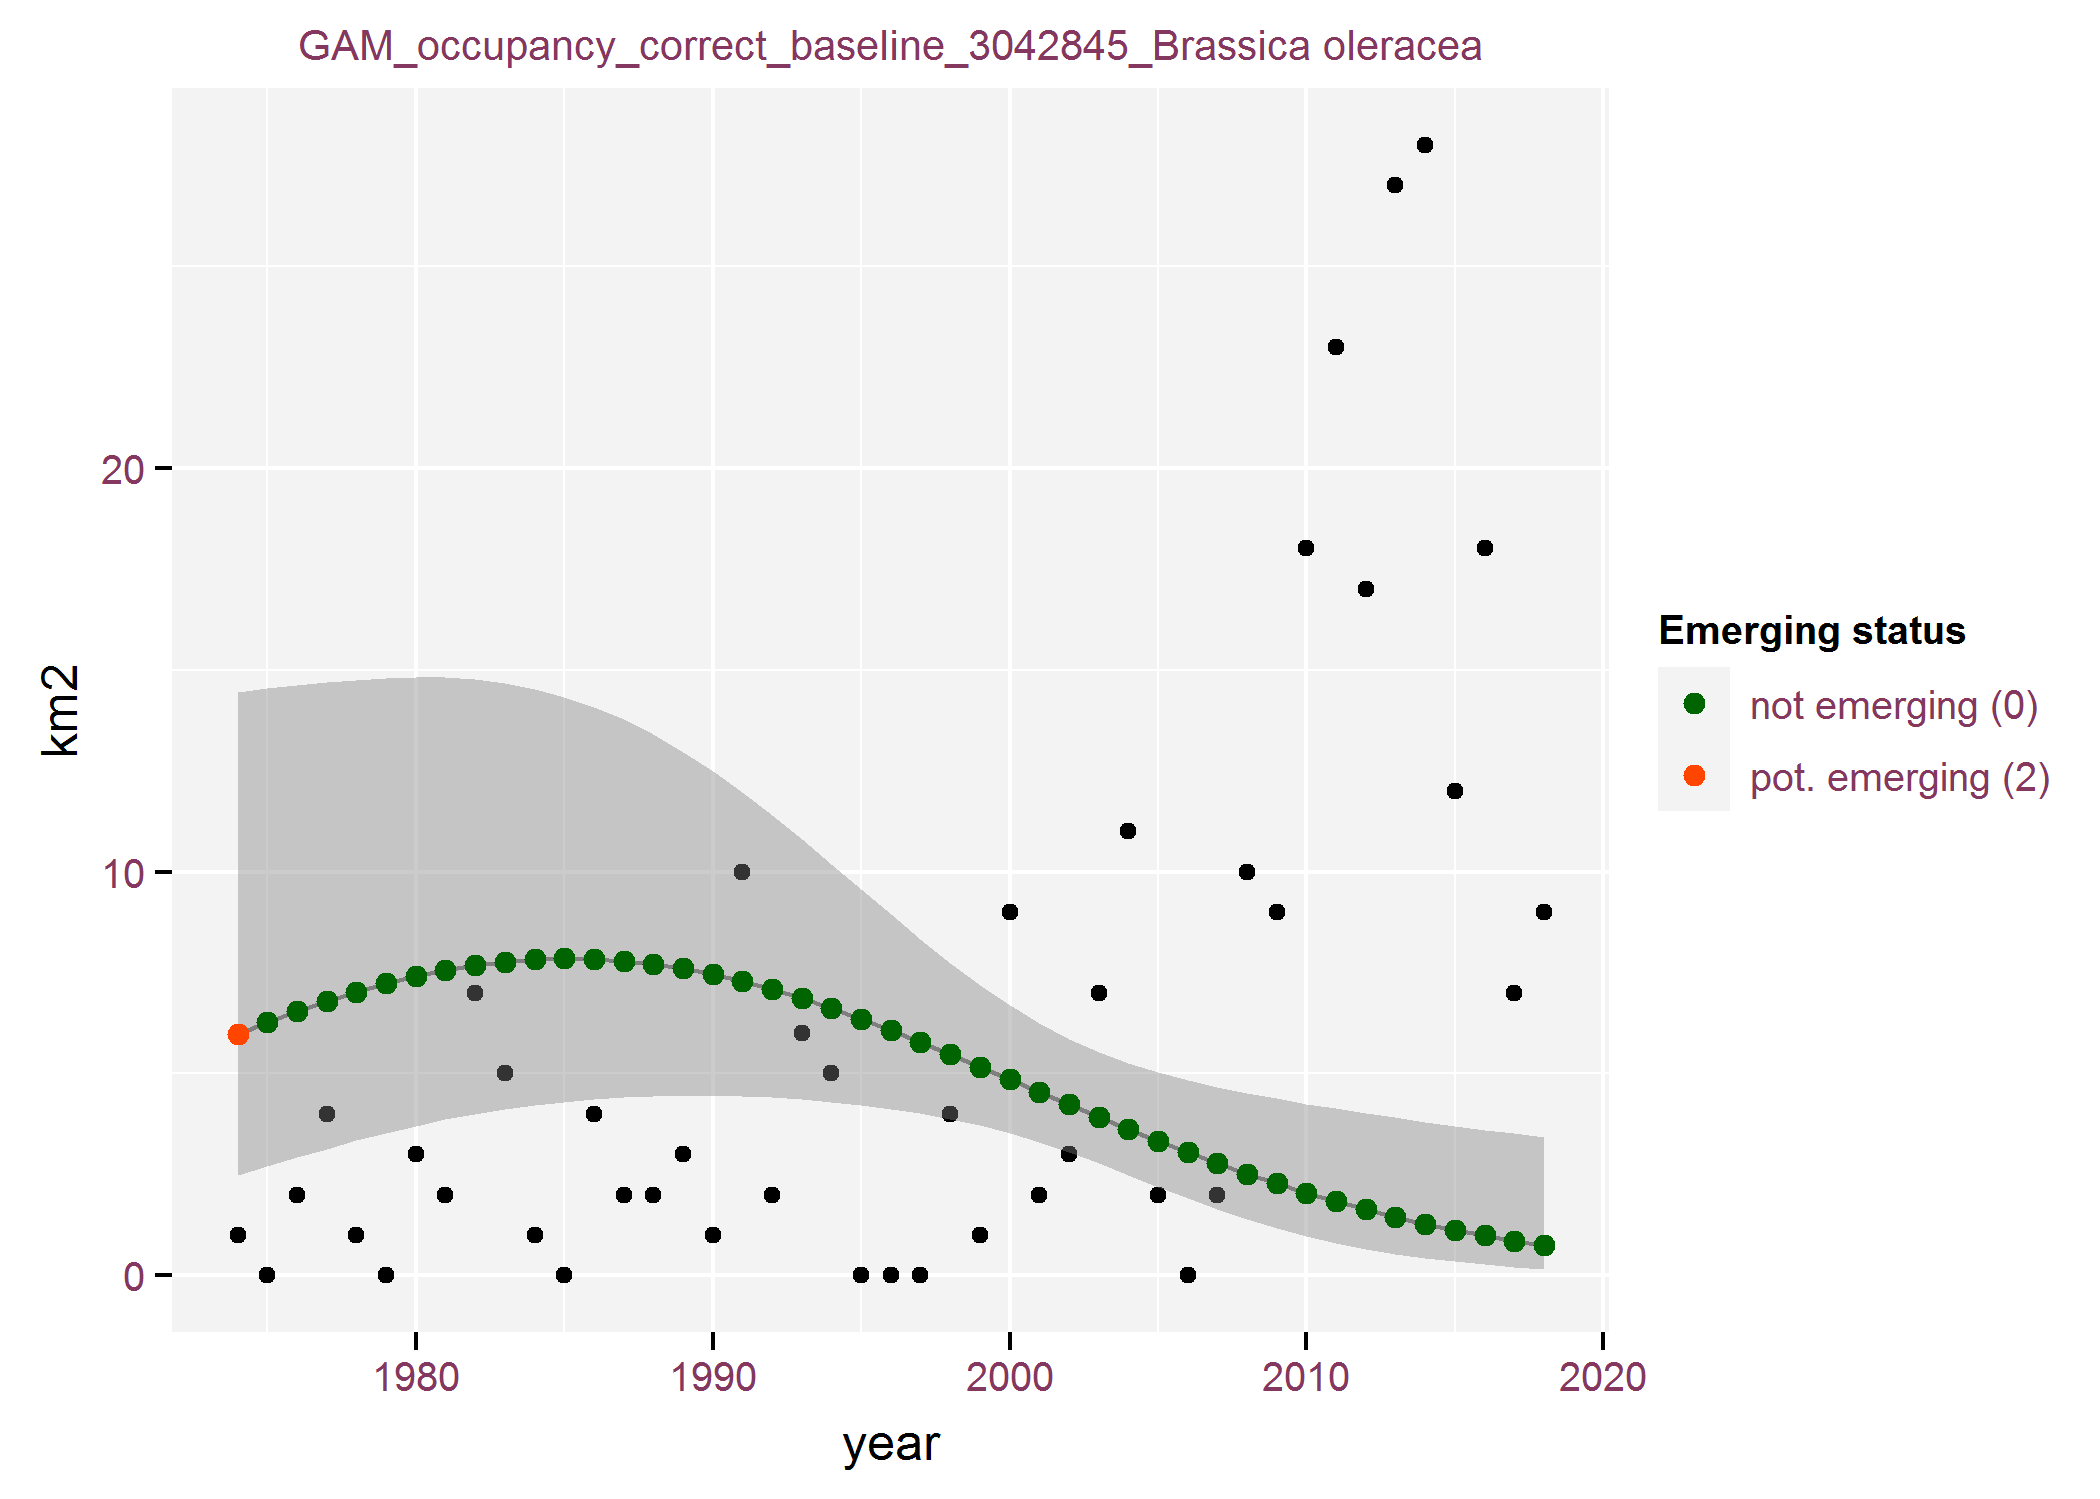 GAM_occupancy_correct_baseline_3042845_Brassica oleracea
20
10
0
km2
1980 1990 2000 2010 2020
year
Emerging status
not emerging (0)
pot. emerging (2)